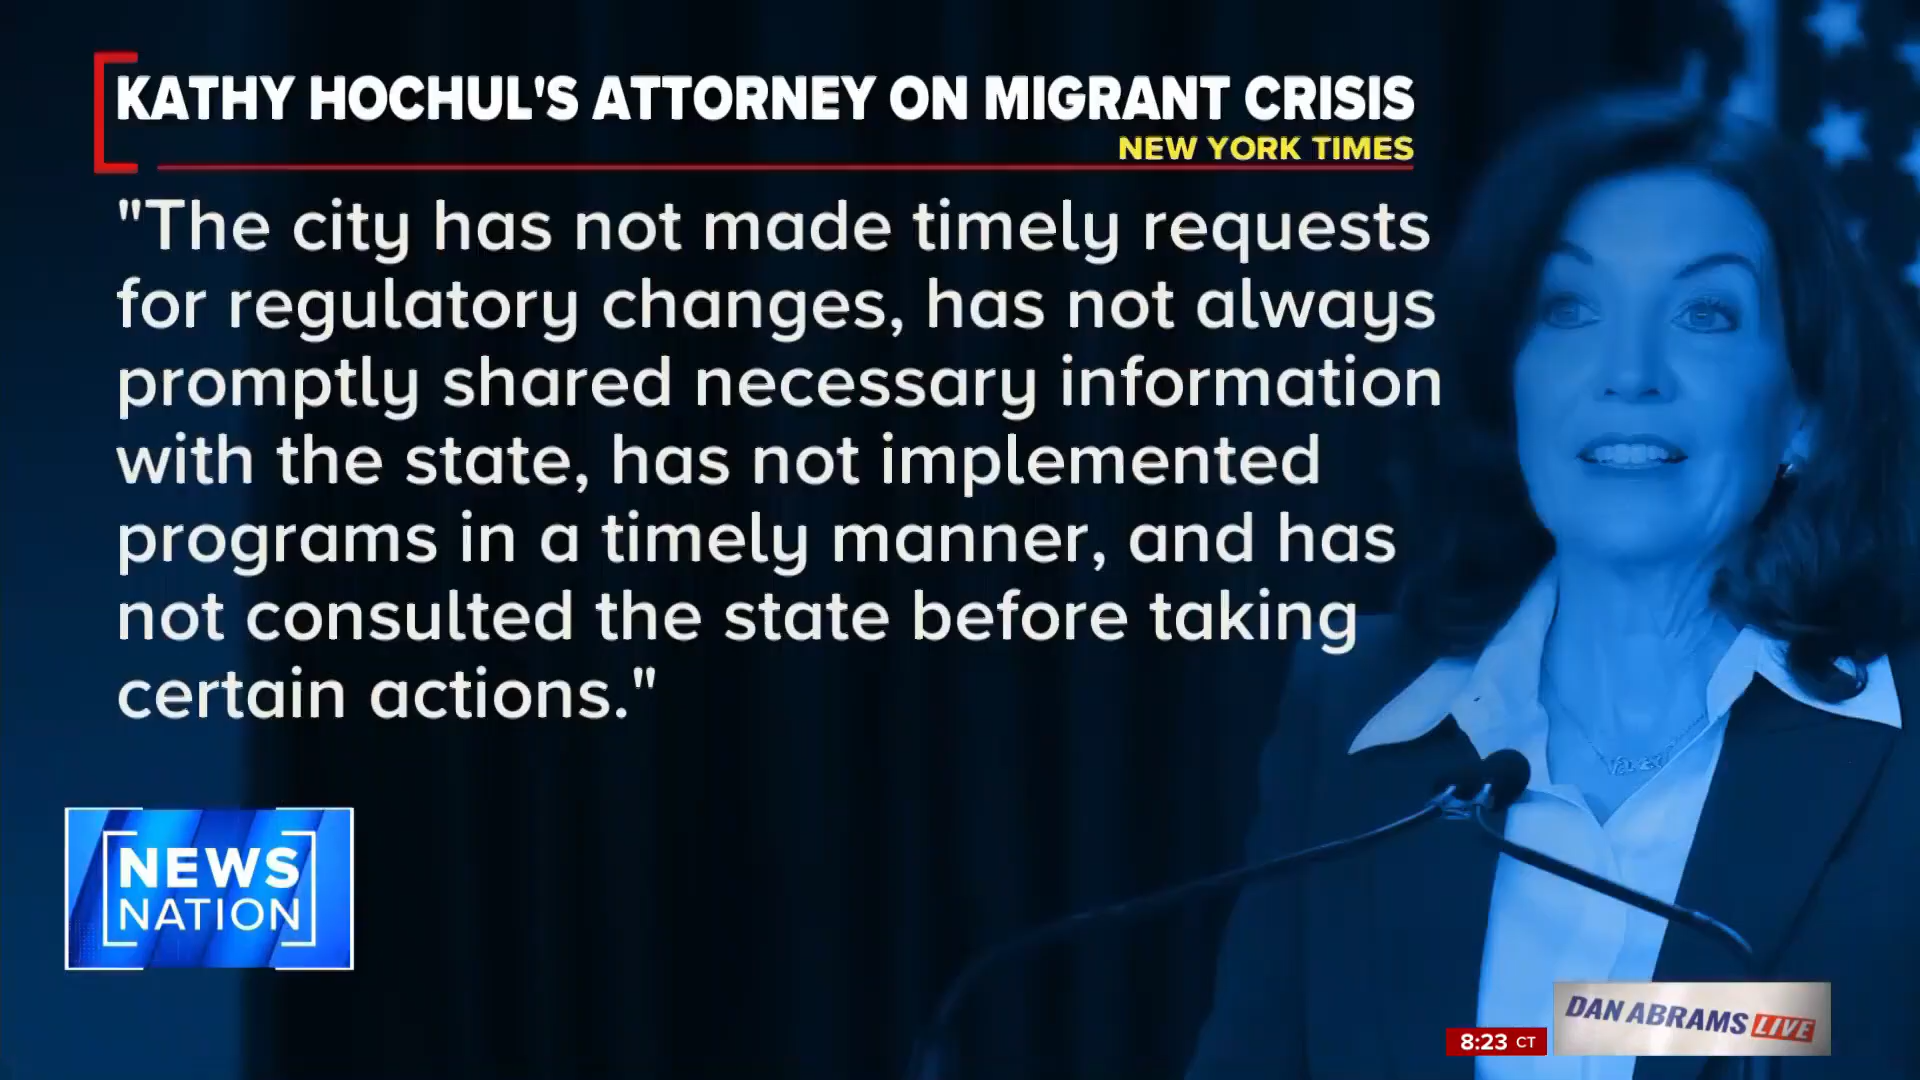 KATHY HOCHUL'S ATTORNEY ON MIGRANT CRISIS
NEW YORK TIMES
"The city has not made timely requests
for regulatory changes, has not always
promptly shared necessary information
with the state, has not implemented
programs in a timely manner, and has
not consulted the state before taking
certain actions."
NEWS
NATION
DAN ABRAMS LIVE
8:23 CT